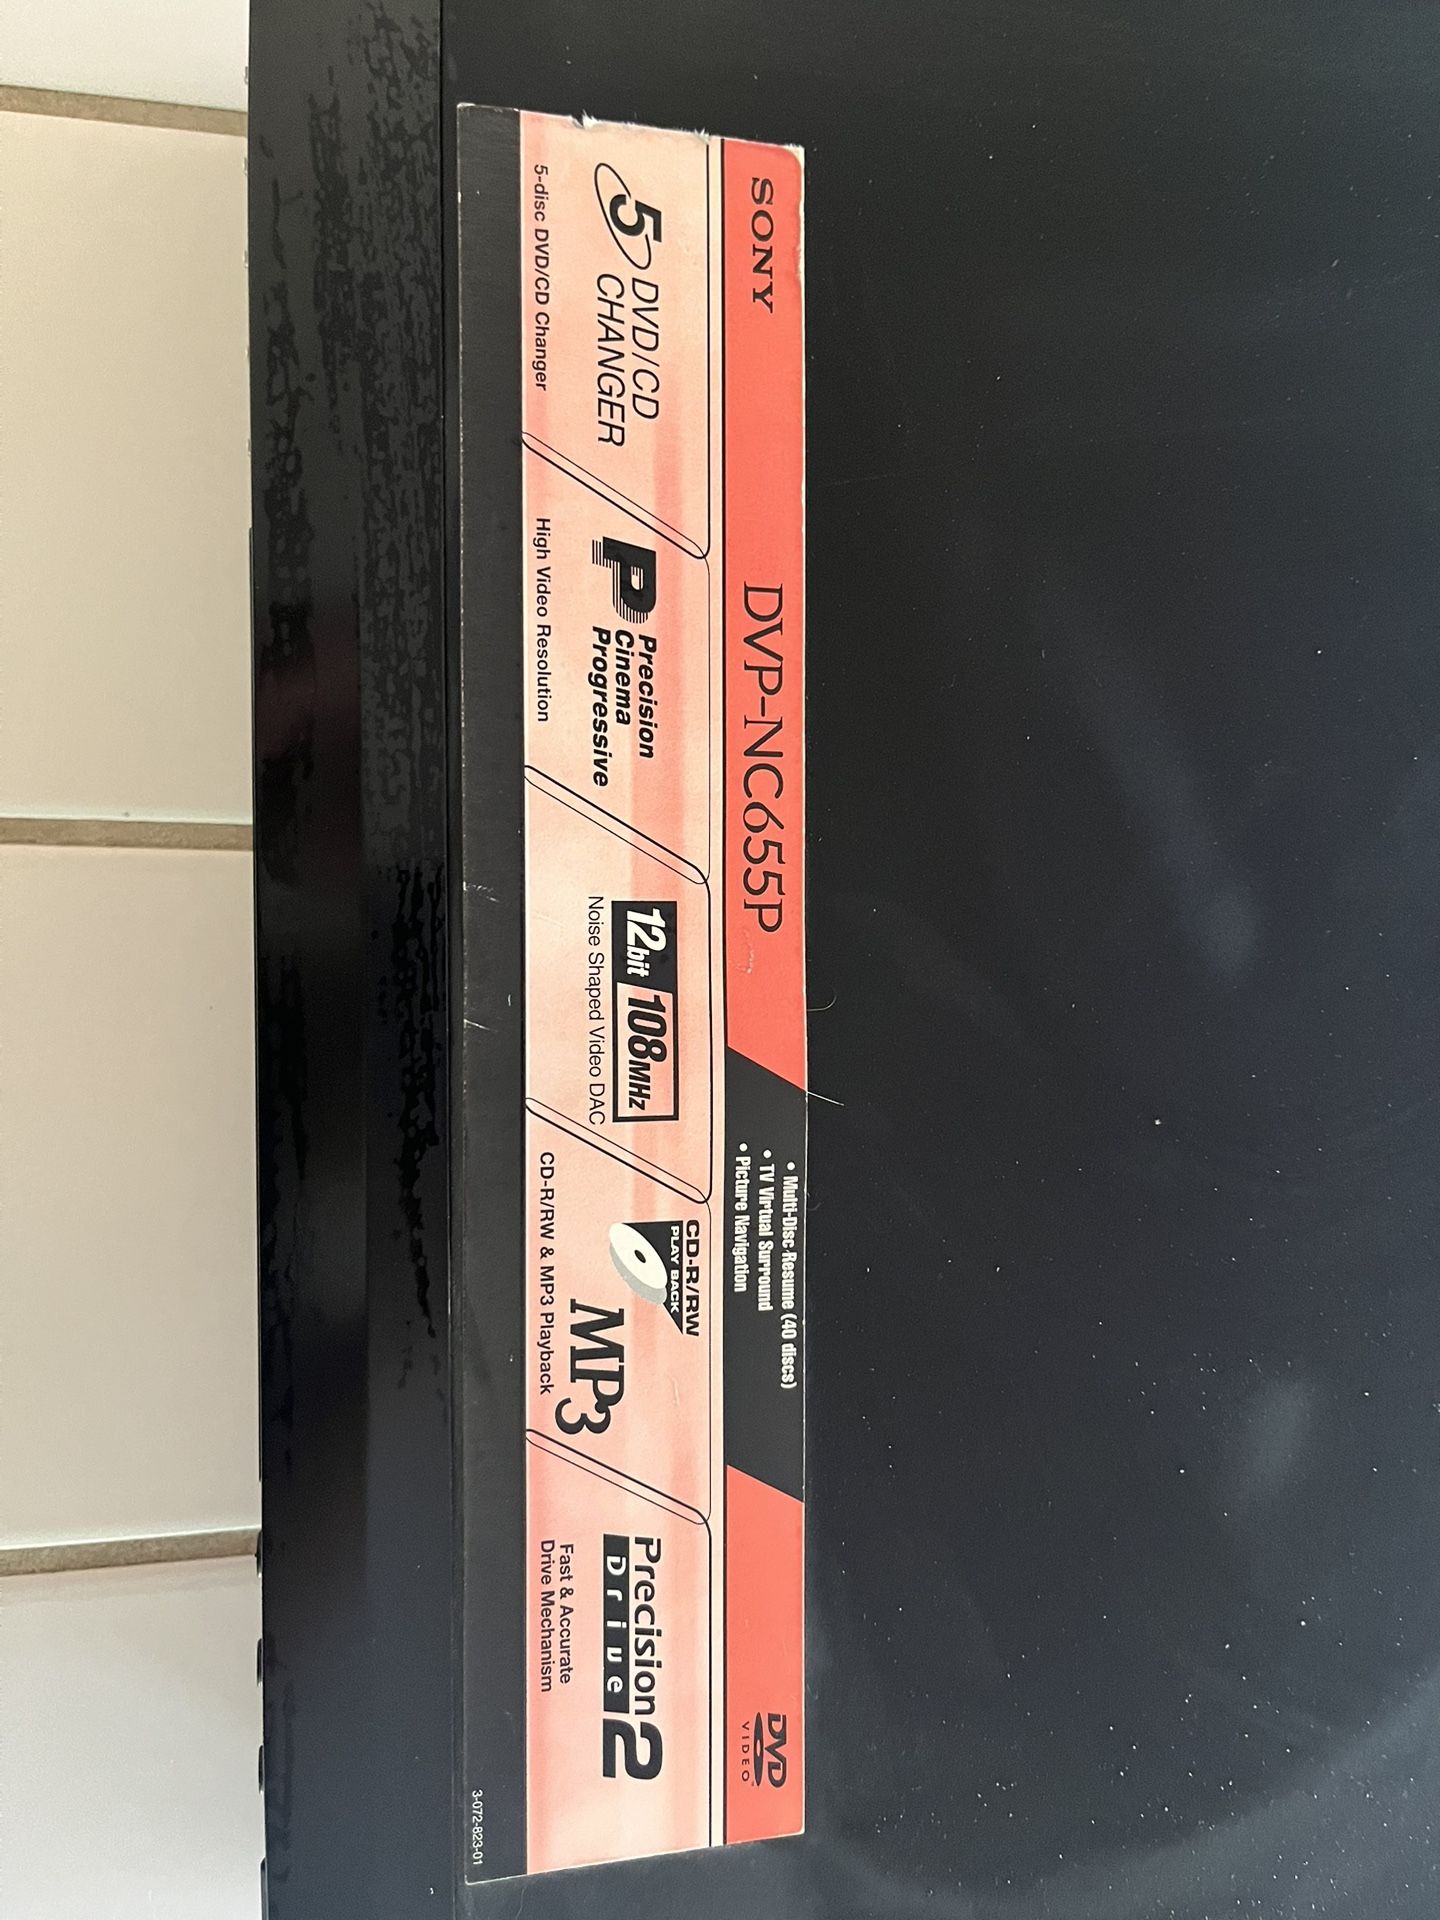 SONY
DVP-NC655P
• Multi-Disc Resume (40 discs)
• TV Virtual Surround
• Picture Navigation
DVD
VIDEO
5 DVD/CD
CHANGER
5-disc DVD/CD Changer
P Precision
Cinema
Progressive
High Video Resolution
12bit 108MHz
Noise Shaped Video DAC
CD-R/RW
PLAY BACK
MP3
CD-R/RW & MP3 Playback
Precision
Drive 2
Fast & Accurate
Drive Mechanism
3-072-823-01